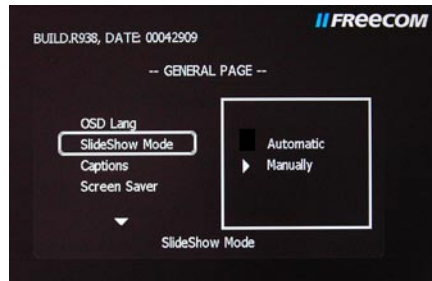 FREECOM
BUILD.R938, DATE 00042909
-- GENERAL PAGE --
OSD Lang
SlideShow Mode
Captions
Screen Saver
Automatic
Manually
SlideShow Mode